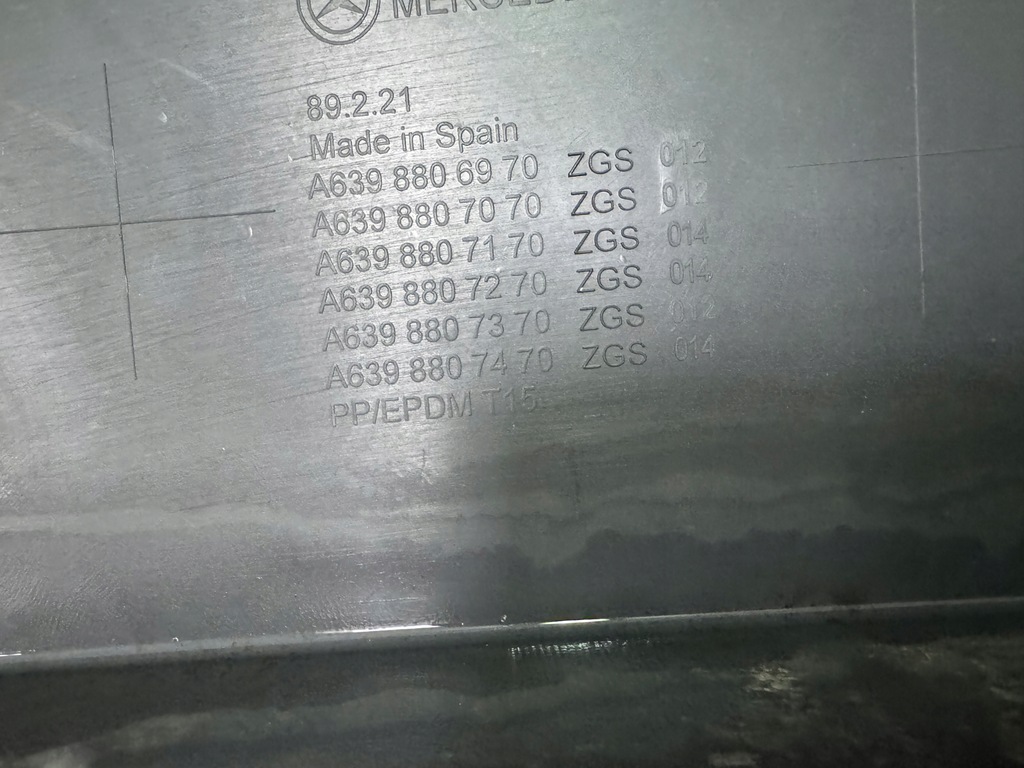 89.2.21
Made in Spain
A639 880 69 70 ZGS 012
A639 880 70 70 ZGS 012
A639 880 71 70 ZGS 014
A639 880 72 70 ZGS 014
A639 880 73 70 ZGS 012
A639 880 74 70 ZGS 014
PP/EPDM T15